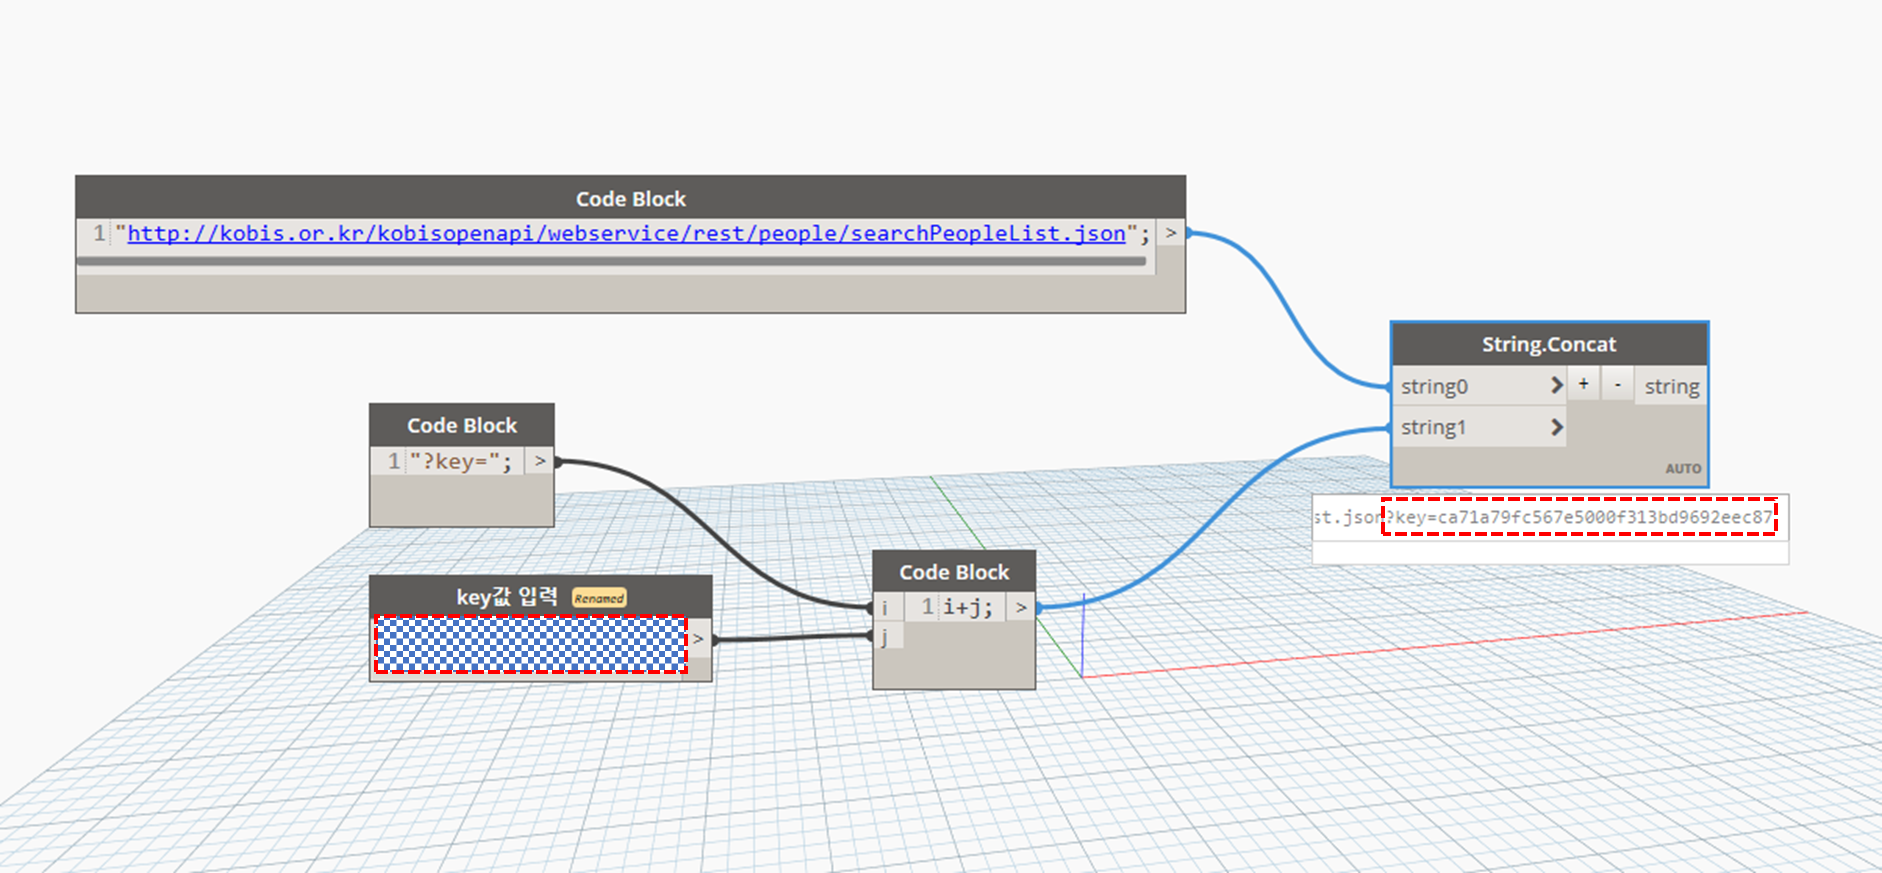 Code Block
1 "http://kobis.or.kr/kobisopenapi/webservice/rest/people/searchPeopleList.json"; >
String.Concat
string0 > + - string
string1 >
AUTO
Code Block
1 "?key="; >
st.json?key=ca71a79fc567e5000f313bd9692eec87
key값 입력 Renamed
>
Code Block
i 1 i+j; >
j